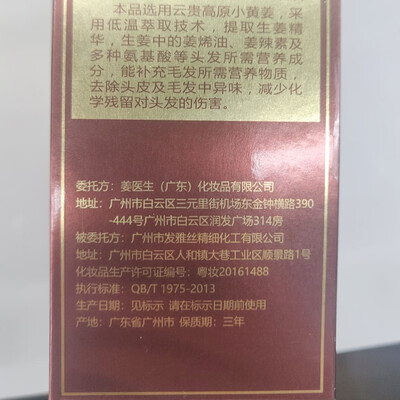 本品选用云贵高原小黄姜，采
用低温萃取技术，提取生姜精
华，生姜中的姜烯油、姜辣素及
多种氨基酸等头发所需营养成
分，能补充毛发所需营养物质，
去除头皮及毛发中异味，减少化
学残留对头发的伤害。
委托方：姜医生（广东）化妆品有限公司
地址：广州市白云区三元里街机场东金钟横路390
-444号广州市白云区润发广场314房
被委托方：广州市发雅丝精细化工有限公司
地址：广州市白云区人和镇大巷工业区顺景路1号
化妆品生产许可证编号：粤妆20161488
执行标准：QB/T 1975-2013
生产日期：见标示 请在标示日期前使用
产地：广东省广州市 保质期：三年